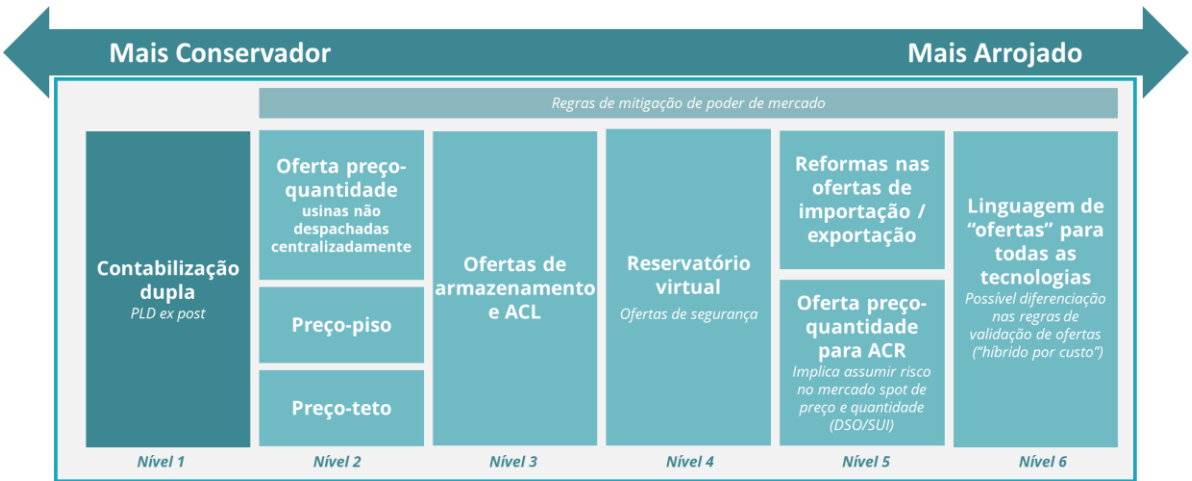 Mais Conservador
Mais Arrojado
Regras de mitigação de poder de mercado
Contabilização
dupla
PLD ex post
Oferta preço-
quantidade
usinas não
despachadas
centralizadamente
Preço-piso
Preço-teto
Ofertas de
armazenamento
e ACL
Reservatório
virtual
Ofertas de segurança
Reformas nas
ofertas de
importação /
exportação
Oferta preço-
quantidade
para ACR
Implica assumir risco
no mercado spot de
preço e quantidade
(DSO/SUI)
Linguagem de
“ofertas” para
todas as
tecnologias
Possível diferenciação
nas regras de
validação de ofertas
(“híbrido por custo”)
Nível 1
Nível 2
Nível 3
Nível 4
Nível 5
Nível 6